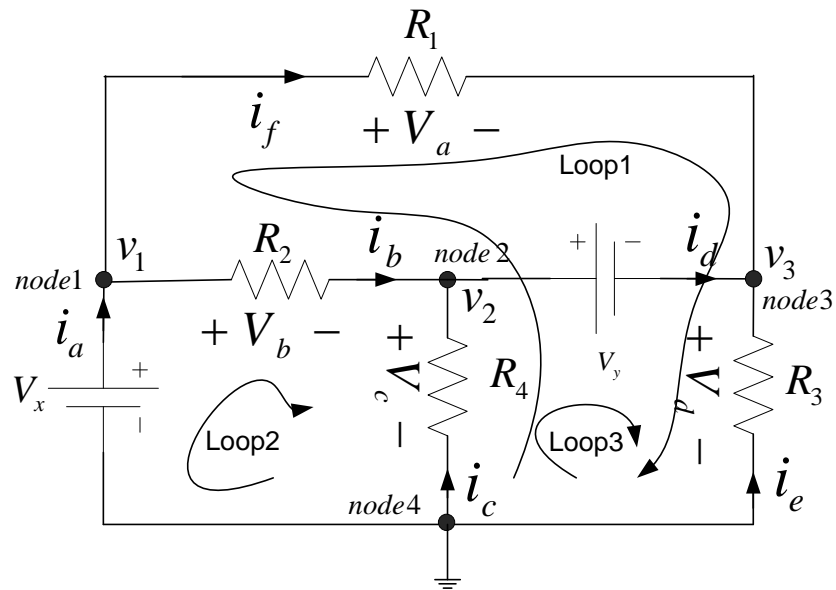 R1
if
+ Va −
Loop1
v1
R2
ib
node 2
+ −
id
v3
node1
v2
node3
ia
+ Vb −
+
Vc
−
R4
Vy
+
Vd
−
R3
Vx
+
−
Loop2
Loop3
node4
ic
ie